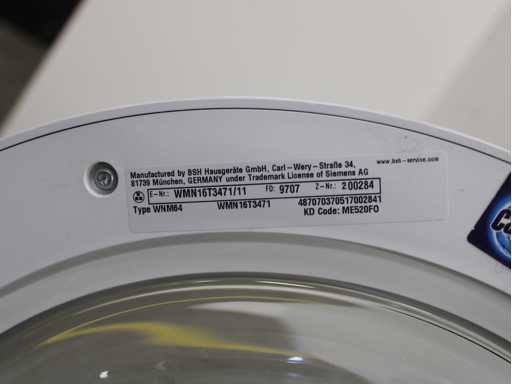 Manufactured by BSH Hausgeräte GmbH, Carl-Wery-Straße 34,
81739 München, GERMANY under Trademark License of Siemens AG
www.bsh-service.com
E-Nr.: WMN16T3471/11 FD: 9707 Z-Nr.: 200284
Type WNM64 WMN16T3471 487070370517002841
KD Code: ME520FO